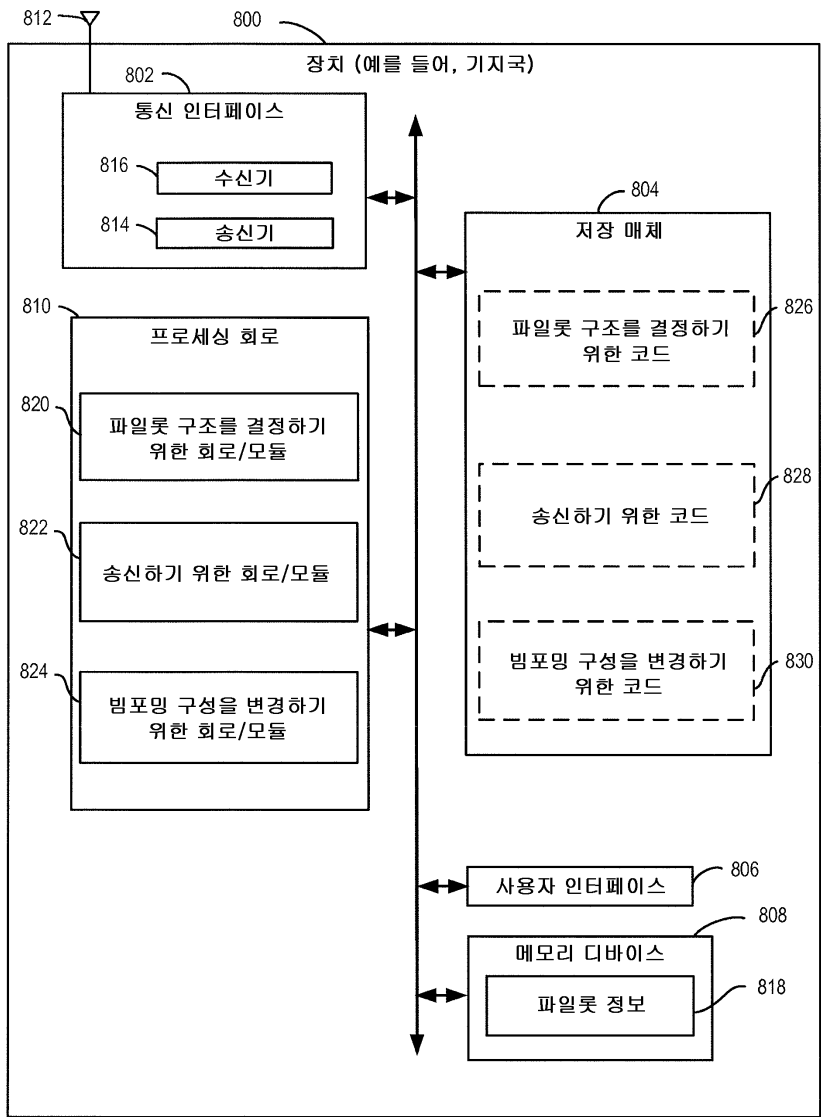 812
800
장치 (예를 들어, 기지국)
802
통신 인터페이스
816
수신기
814
송신기
804
저장 매체
810
프로세싱 회로
826
파일롯 구조를 결정하기
위한 코드
820
파일롯 구조를 결정하기
위한 회로/모듈
828
송신하기 위한 코드
822
송신하기 위한 회로/모듈
830
빔포밍 구성을 변경하기
위한 코드
824
빔포밍 구성을 변경하기
위한 회로/모듈
806
사용자 인터페이스
808
메모리 디바이스
818
파일롯 정보